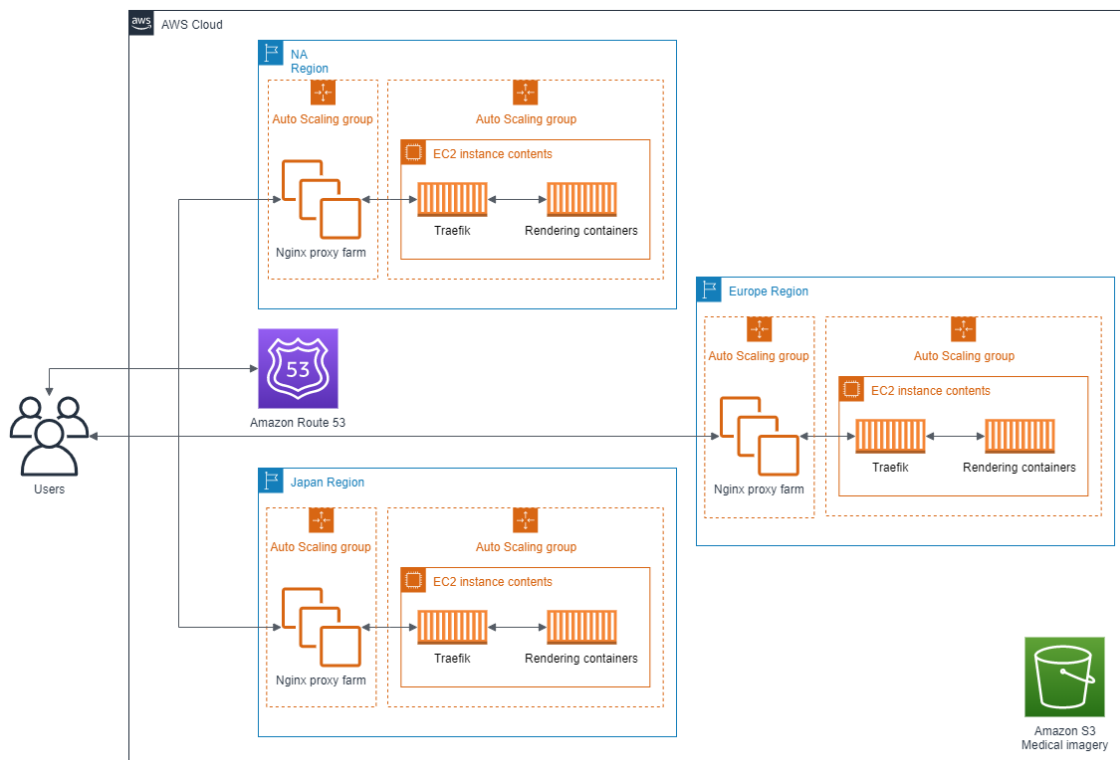 aws
AWS Cloud
NA
Region
Auto Scaling group
Auto Scaling group
EC2 instance contents
Traefik
Rendering containers
Nginx proxy farm
Europe Region
Auto Scaling group
Auto Scaling group
EC2 instance contents
Traefik
Rendering containers
Nginx proxy farm
53
Amazon Route 53
Users
Japan Region
Auto Scaling group
Auto Scaling group
EC2 instance contents
Traefik
Rendering containers
Nginx proxy farm
Amazon S3
Medical imagery